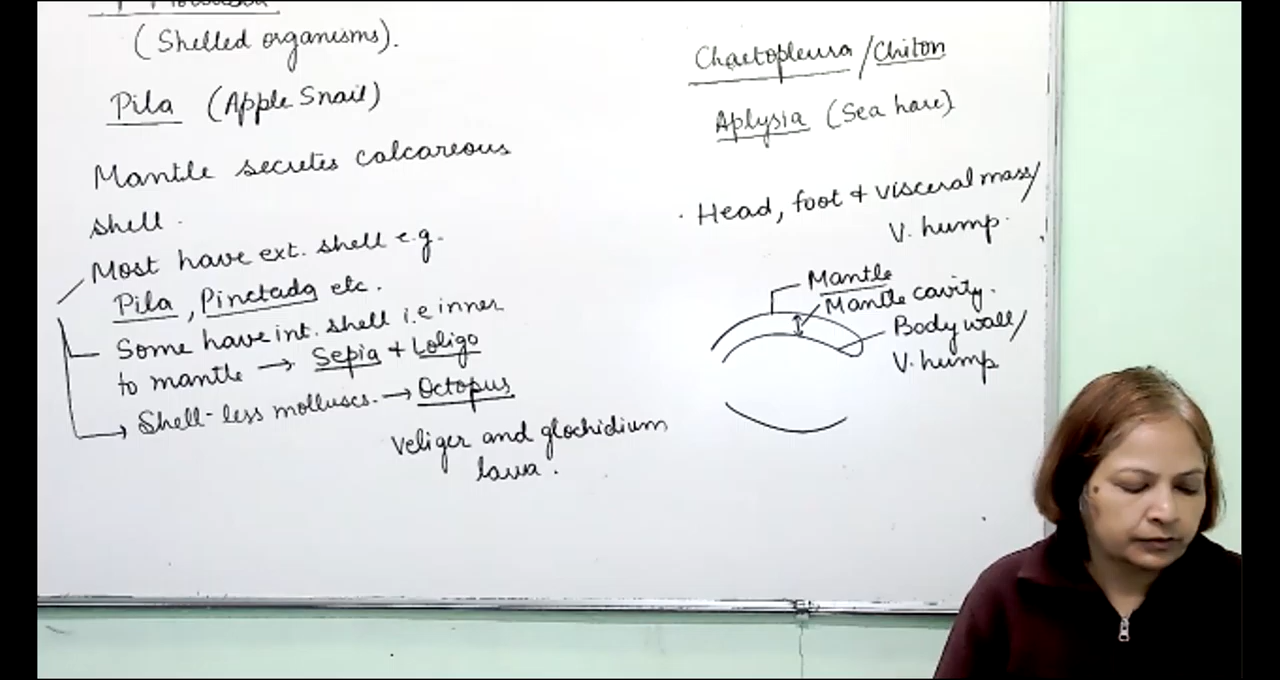 (Shelled organisms).
Pila (Apple Snail)
Mantle secretes calcareous
shell.
Most have ext. shell e.g.
Pila, Pinctada etc.
Some have int. shell i.e inner
to mantle → Sepia + Loligo
→ Shell-less molluscs. → Octopus
Veliger and glochidium
larva.
Chaetopleura / Chiton
Aplysia (Sea hare)
. Head, foot + visceral mass/
V. hump.
Mantle
Mantle cavity.
Body wall/
V. hump